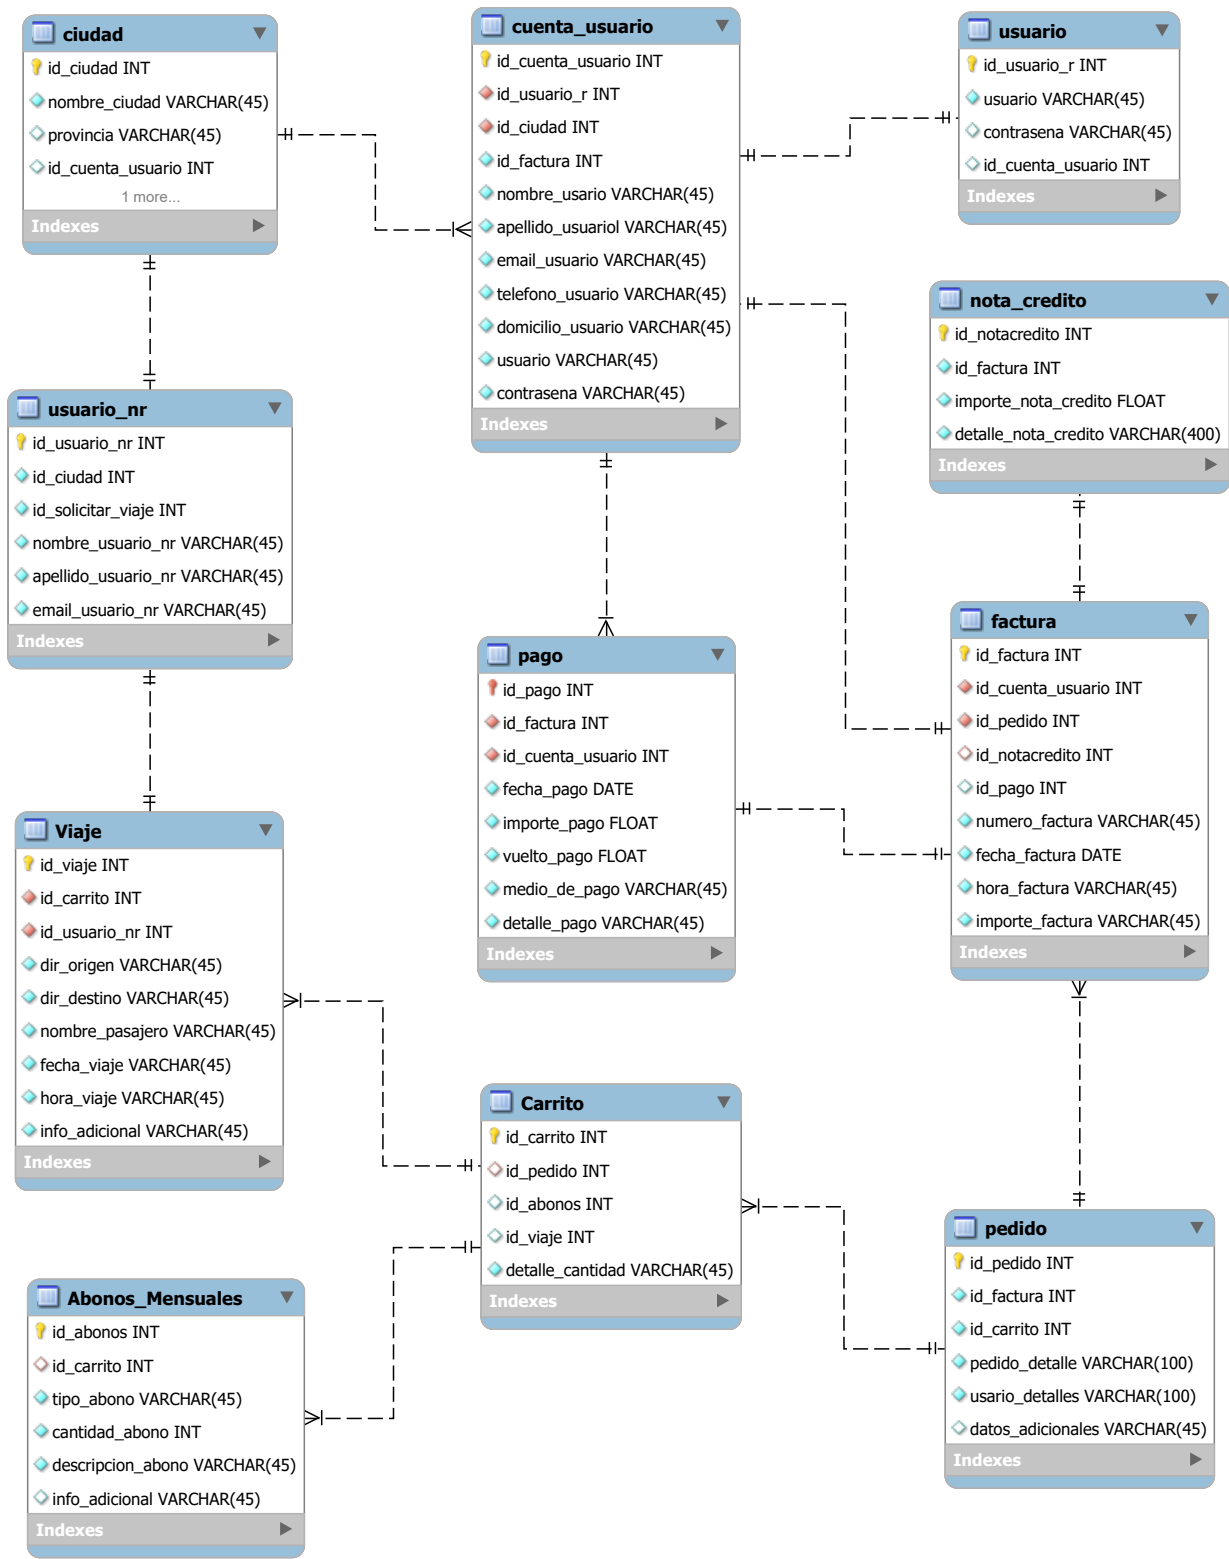 ciudad
id_ciudad INT
nombre_ciudad VARCHAR(45)
provincia VARCHAR(45)
id_cuenta_usuario INT
1 more...
Indexes
cuenta_usuario
id_cuenta_usuario INT
id_usuario_r INT
id_ciudad INT
id_factura INT
nombre_usario VARCHAR(45)
apellido_usuariol VARCHAR(45)
email_usuario VARCHAR(45)
telefono_usuario VARCHAR(45)
domicilio_usuario VARCHAR(45)
usuario VARCHAR(45)
contrasena VARCHAR(45)
Indexes
usuario
id_usuario_r INT
usuario VARCHAR(45)
contrasena VARCHAR(45)
id_cuenta_usuario INT
Indexes
nota_credito
id_notacredito INT
id_factura INT
importe_nota_credito FLOAT
detalle_nota_credito VARCHAR(400)
Indexes
usuario_nr
id_usuario_nr INT
id_ciudad INT
id_solicitar_viaje INT
nombre_usuario_nr VARCHAR(45)
apellido_usuario_nr VARCHAR(45)
email_usuario_nr VARCHAR(45)
Indexes
pago
id_pago INT
id_factura INT
id_cuenta_usuario INT
fecha_pago DATE
importe_pago FLOAT
vuelto_pago FLOAT
medio_de_pago VARCHAR(45)
detalle_pago VARCHAR(45)
Indexes
factura
id_factura INT
id_cuenta_usuario INT
id_pedido INT
id_notacredito INT
id_pago INT
numero_factura VARCHAR(45)
fecha_factura DATE
hora_factura VARCHAR(45)
importe_factura VARCHAR(45)
Indexes
Viaje
id_viaje INT
id_carrito INT
id_usuario_nr INT
dir_origen VARCHAR(45)
dir_destino VARCHAR(45)
nombre_pasajero VARCHAR(45)
fecha_viaje VARCHAR(45)
hora_viaje VARCHAR(45)
info_adicional VARCHAR(45)
Indexes
Carrito
id_carrito INT
id_pedido INT
id_abonos INT
id_viaje INT
detalle_cantidad VARCHAR(45)
Indexes
pedido
id_pedido INT
id_factura INT
id_carrito INT
pedido_detalle VARCHAR(100)
usario_detalles VARCHAR(100)
datos_adicionales VARCHAR(45)
Indexes
Abonos_Mensuales
id_abonos INT
id_carrito INT
tipo_abono VARCHAR(45)
cantidad_abono INT
descripcion_abono VARCHAR(45)
info_adicional VARCHAR(45)
Indexes